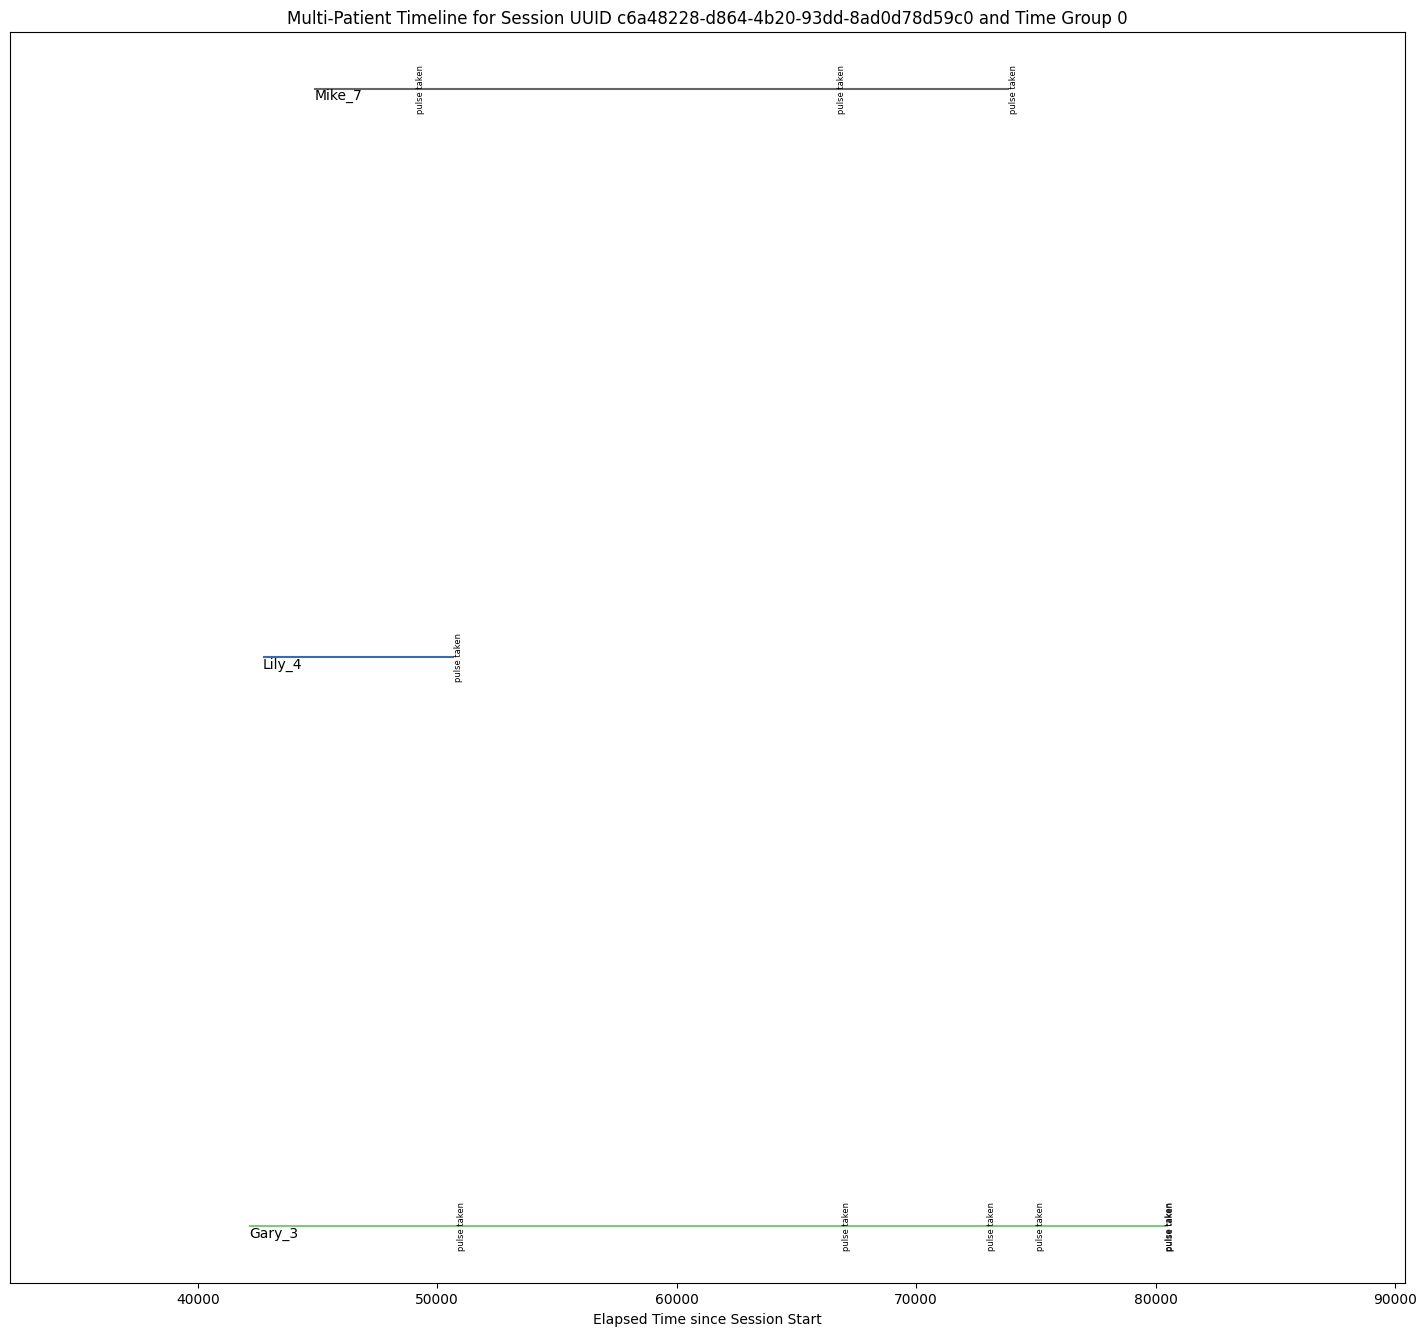 Multi-Patient Timeline for Session UUID c6a48228-d864-4b20-93dd-8ad0d78d59c0 and Time Group 0
pulse taken
pulse taken
pulse taken
Mike_7
pulse taken
Lily_4
pulse taken
pulse taken
pulse taken
pulse taken
pulse taken
Gary_3
40000
50000
60000
70000
80000
90000
Elapsed Time since Session Start